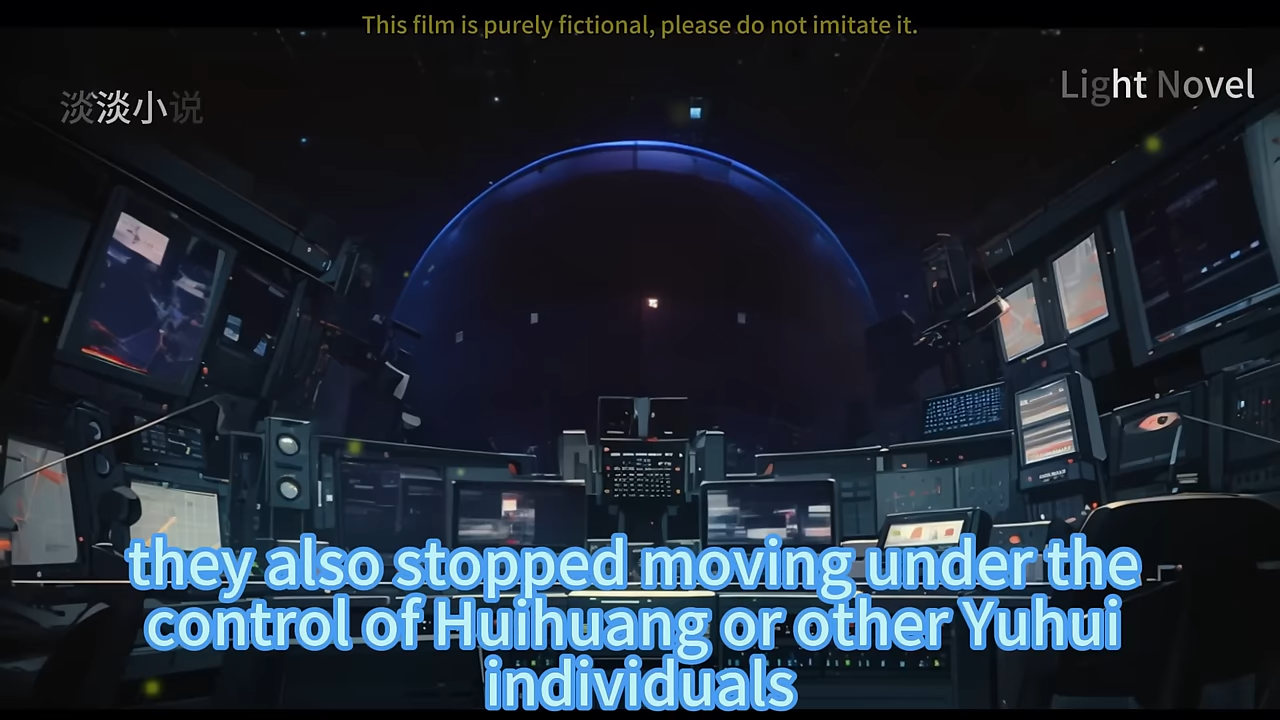 This film is purely fictional, please do not imitate it.
淡淡小说
Light Novel
they also stopped moving under the
control of Huihuang or other Yuhui
individuals